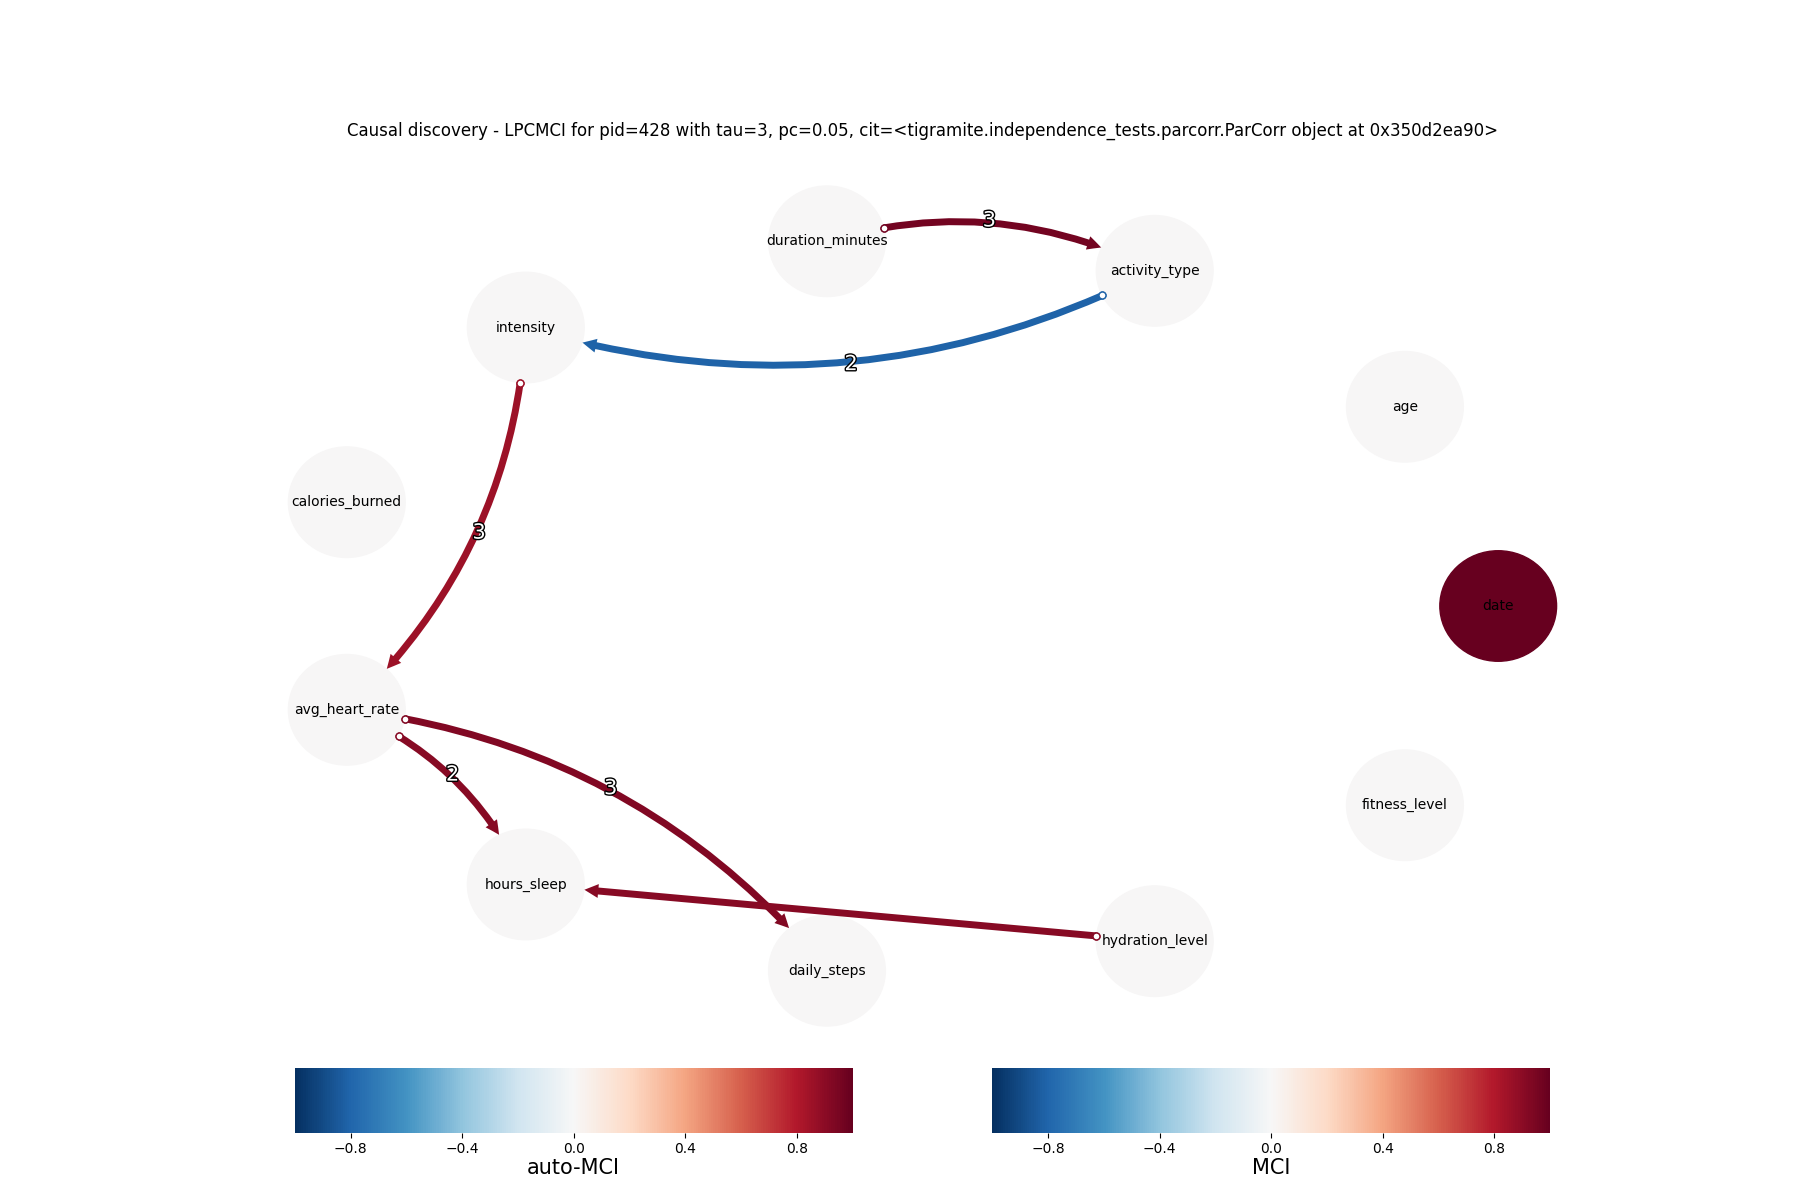 Causal discovery - LPCMCI for pid=428 with tau=3, pc=0.05, cit=<tigramite.independence_tests.parcorr.ParCorr object at 0x350d2ea90>
3
duration_minutes
activity_type
intensity
2
age
calories_burned
3
date
avg_heart_rate
2
3
fitness_level
hours_sleep
hydration_level
daily_steps
−0.8 −0.4 0.0 0.4 0.8
auto-MCI
−0.8 −0.4 0.0 0.4 0.8
MCI